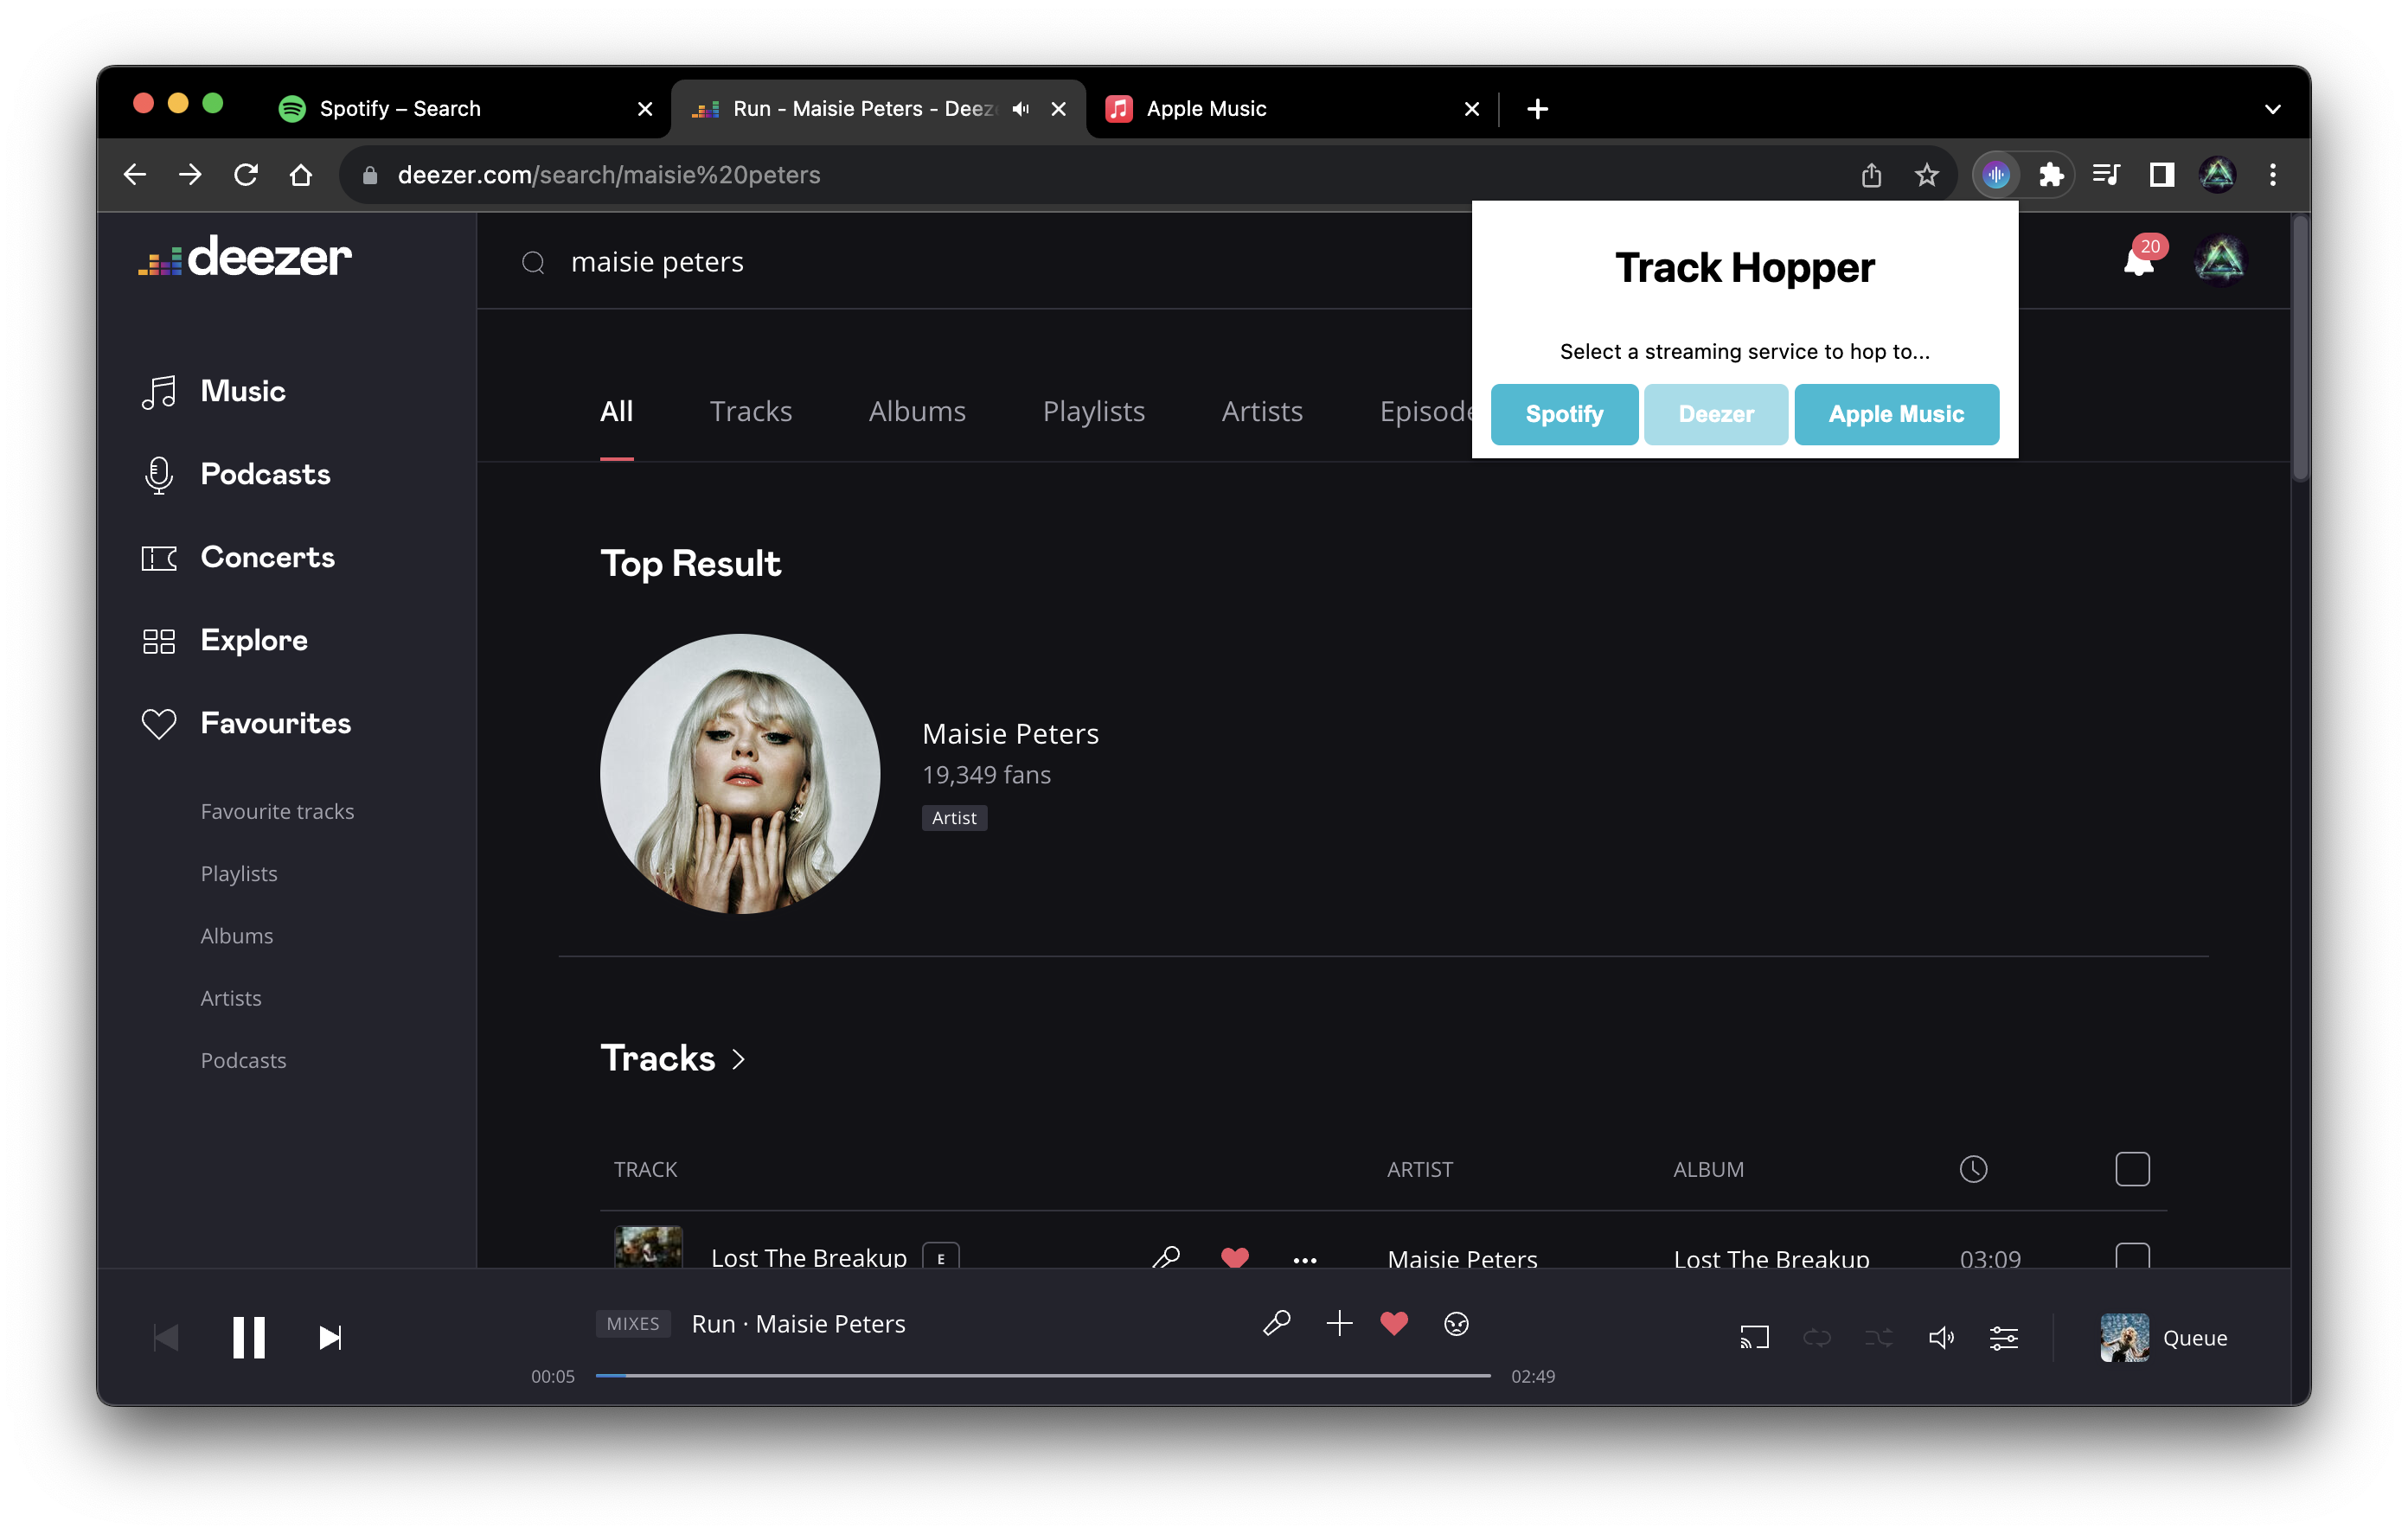 Spotify – Search
Run - Maisie Peters - Deez
Apple Music
deezer.com/search/maisie%20peters
deezer
maisie peters
20
Track Hopper
Select a streaming service to hop to...
Spotify
Deezer
Apple Music
Music
Podcasts
Concerts
Explore
Favourites
Favourite tracks
Playlists
Albums
Artists
Podcasts
All
Tracks
Albums
Playlists
Artists
Episode
Top Result
Maisie Peters
19,349 fans
Artist
Tracks
TRACK
ARTIST
ALBUM
Lost The Breakup
E
Maisie Peters
Lost The Breakup
03:09
MIXES
Run · Maisie Peters
00:05
02:49
Queue